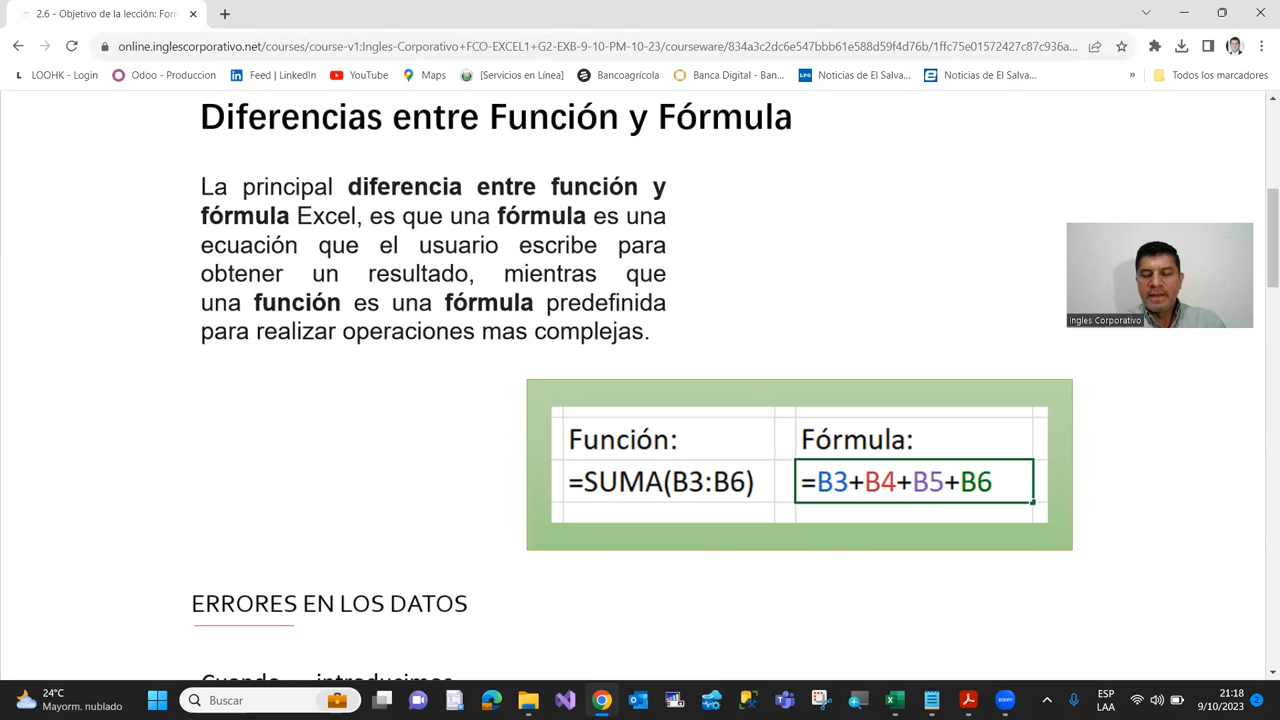 2.6 - Objetivo de la lección: Forn
online.inglescorporativo.net/courses/course-v1:Ingles-Corporativo+FCO-EXCEL1+G2-EXB-9-10-PM-10-23/courseware/834a3c2dc6e547bbb61e588d59f4d76b/1ffc75e01572427c87c936a...
LOOHK - Login
Odoo - Produccion
Feed | LinkedIn
YouTube
Maps
[Servicios en Línea]
Bancoagrícola
Banca Digital - Ban...
Noticias de El Salva...
Noticias de El Salva...
»
Todos los marcadores
Diferencias entre Función y Fórmula
La principal diferencia entre función y
fórmula Excel, es que una fórmula es una
ecuación que el usuario escribe para
obtener un resultado, mientras que
una función es una fórmula predefinida
para realizar operaciones mas complejas.
Ingles Corporativo
Función:
Fórmula:
=SUMA(B3:B6)
=B3+B4+B5+B6
ERRORES EN LOS DATOS
Cuando introducimos
24°C
Mayorm. nublado
Buscar
ESP
LAA
21:18
9/10/2023